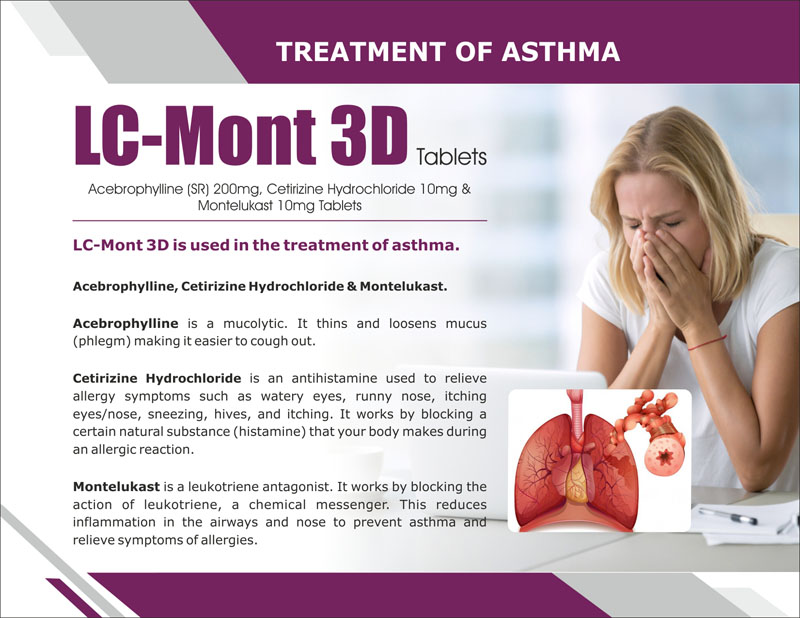 TREATMENT OF ASTHMA
LC-Mont 3D Tablets
Acebrophylline (SR) 200mg, Cetirizine Hydrochloride 10mg &
Montelukast 10mg Tablets
LC-Mont 3D is used in the treatment of asthma.
Acebrophylline, Cetirizine Hydrochloride & Montelukast.
Acebrophylline is a mucolytic. It thins and loosens mucus
(phlegm) making it easier to cough out.
Cetirizine Hydrochloride is an antihistamine used to relieve
allergy symptoms such as watery eyes, runny nose, itching
eyes/nose, sneezing, hives, and itching. It works by blocking a
certain natural substance (histamine) that your body makes during
an allergic reaction.
Montelukast is a leukotriene antagonist. It works by blocking the
action of leukotriene, a chemical messenger. This reduces
inflammation in the airways and nose to prevent asthma and
relieve symptoms of allergies.